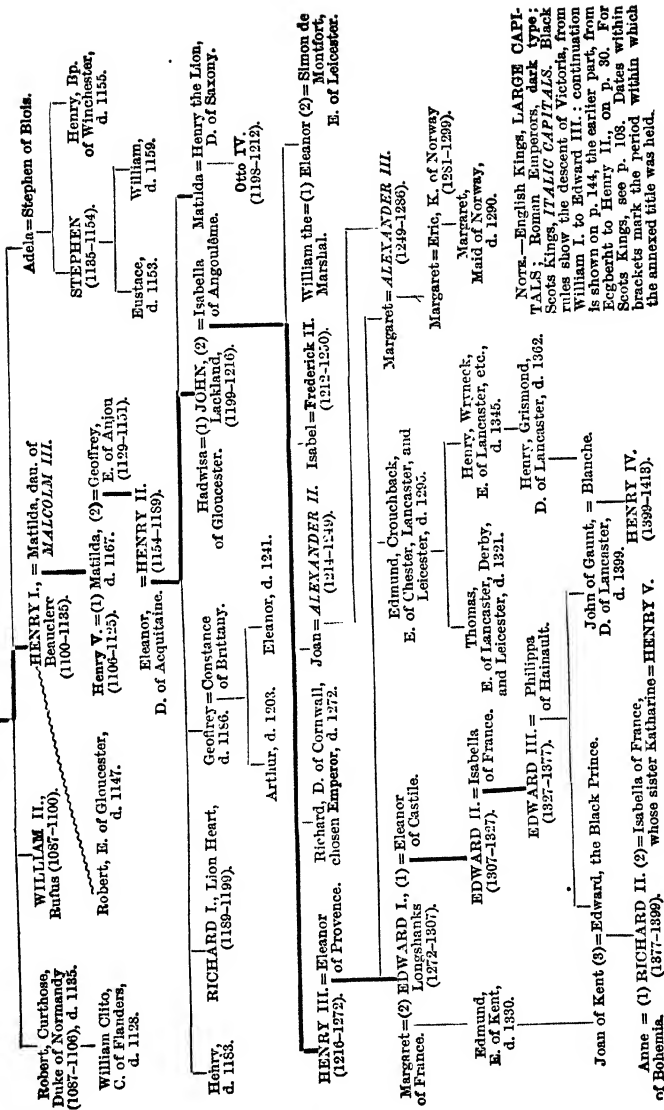 Robert, Curthose,
Duke of Normandy
(1087–1106), d. 1135.
William Clito,
C. of Flanders,
d. 1128.
WILLIAM II.,
Rufus (1087–1100).
Robert, E. of Gloucester,
d. 1147.
HENRY I., = Matilda, dau. of
Beauclerc MALCOLM III.
(1100–1135)
Henry V. = (1) Matilda, (2) = Geoffrey,
(1106–1125). d. 1167. E. of Anjou
(1129–1151).
Adela = Stephen of Blois.
STEPHEN
(1135–1154).
Henry, Bp.
of Winchester,
d. 1155.
Eustace,
d. 1153.
William,
d. 1159.
Eleanor, = HENRY II.
D. of Acquitaine. (1154–1189).
Henry,
d. 1183.
RICHARD I., Lion Heart,
(1189–1199).
Geoffrey = Constance
d. 1186. of Brittany.
Arthur, d. 1203. Eleanor, d. 1241.
Hadwisa = (1) JOHN, (2) = Isabella
of Gloucester. Lackland, of Angoulême.
(1199–1216).
Matilda = Henry the Lion,
D. of Saxony.
Otto IV.
(1198–1212).
HENRY III. = Eleanor
(1216–1272). of Provence.
Richard, D. of Cornwall,
chosen Emperor, d. 1272.
Joan = ALEXANDER II.
(1214–1249).
Isabel = Frederick II.
(1212–1250).
William the = (1) Eleanor (2) = Simon de
Marshal. Montfort,
E. of Leicester.
Margaret = (2) EDWARD I., (1) = Eleanor
of France. Longshanks of Castile.
(1272–1307).
Edmund, Crouchback,
E. of Chester, Lancaster, and
Leicester, d. 1295.
Margaret = ALEXANDER III.
(1249–1286).
Margaret = Eric, K. of Norway
(1281–1299).
Margaret,
Maid of Norway,
d. 1290.
Edmund,
E. of Kent,
d. 1330.
EDWARD II. = Isabella
(1307–1327). of France.
Thomas,
E. of Lancaster, Derby,
and Leicester, d. 1321.
Henry, Wryneck,
E. of Lancaster, etc.,
d. 1345.
EDWARD III. = Philippa
(1327–1377). of Hainault.
Henry, Grismond,
D. of Lancaster, d. 1362.
Joan of Kent (3) = Edward, the Black Prince.
John of Gaunt, = Blanche.
D. of Lancaster,
d. 1399.
Anne = (1) RICHARD II. (2) = Isabella of France,
of Bohemia. (1377–1399). whose sister Katharine = HENRY V.
HENRY IV.
(1399–1413).
NOTE.—English Kings, LARGE CAPI-
TALS; Roman Emperors, dark type;
Scots Kings, ITALIC CAPITALS. Black
rules show the descent of Victoria, from
William I. to Edward III.; continuation
is shown on p. 144, the earlier part, from
Ecgberht to Henry II., on p. 30. For
Scots Kings, see p. 108. Dates within
brackets mark the period within which
the annexed title was held.